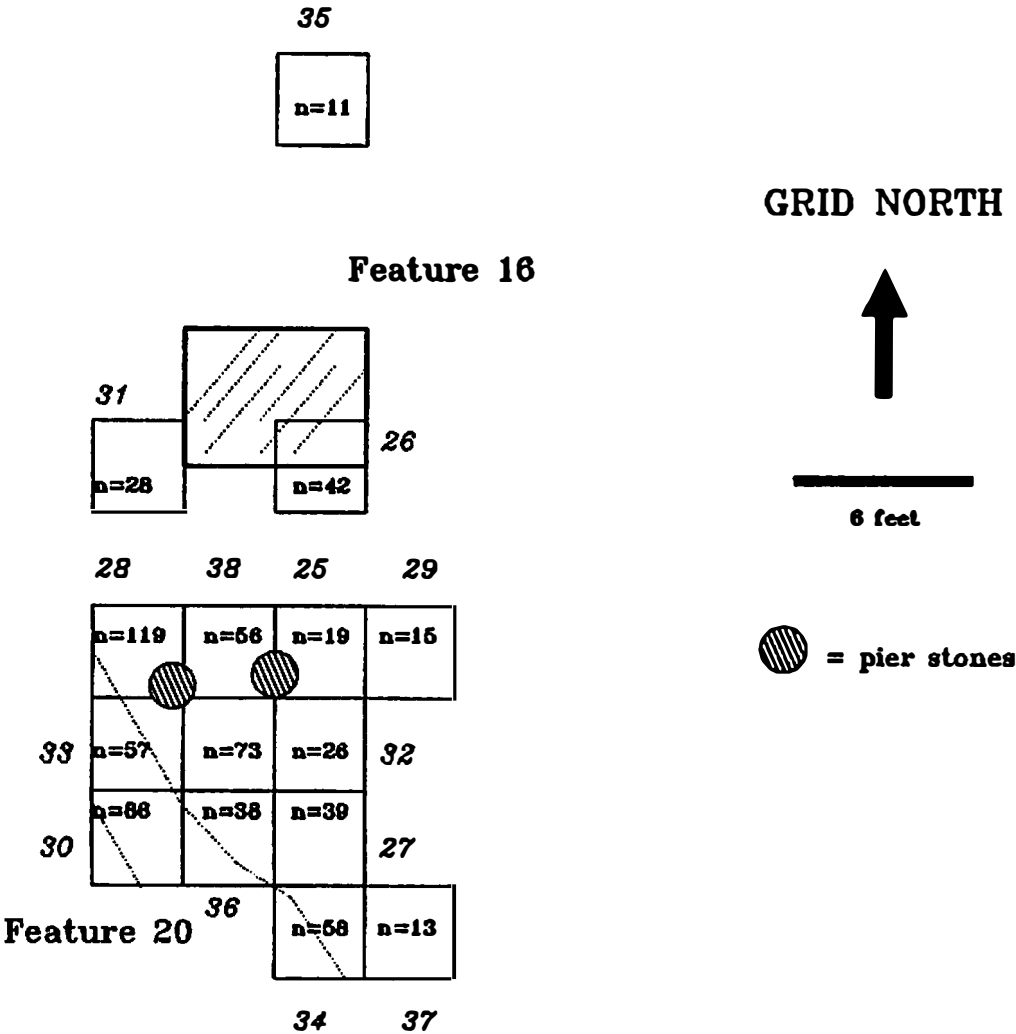 35
n=11
GRID NORTH
Feature 16
31
26
n=28
n=42
6 feet
28 38 25 29
n=119 n=56 n=19 n=15
= pier stones
33 n=57 n=73 n=26 32
n=66 n=38 n=39
30 27
36
Feature 20 n=58 n=13
34 37